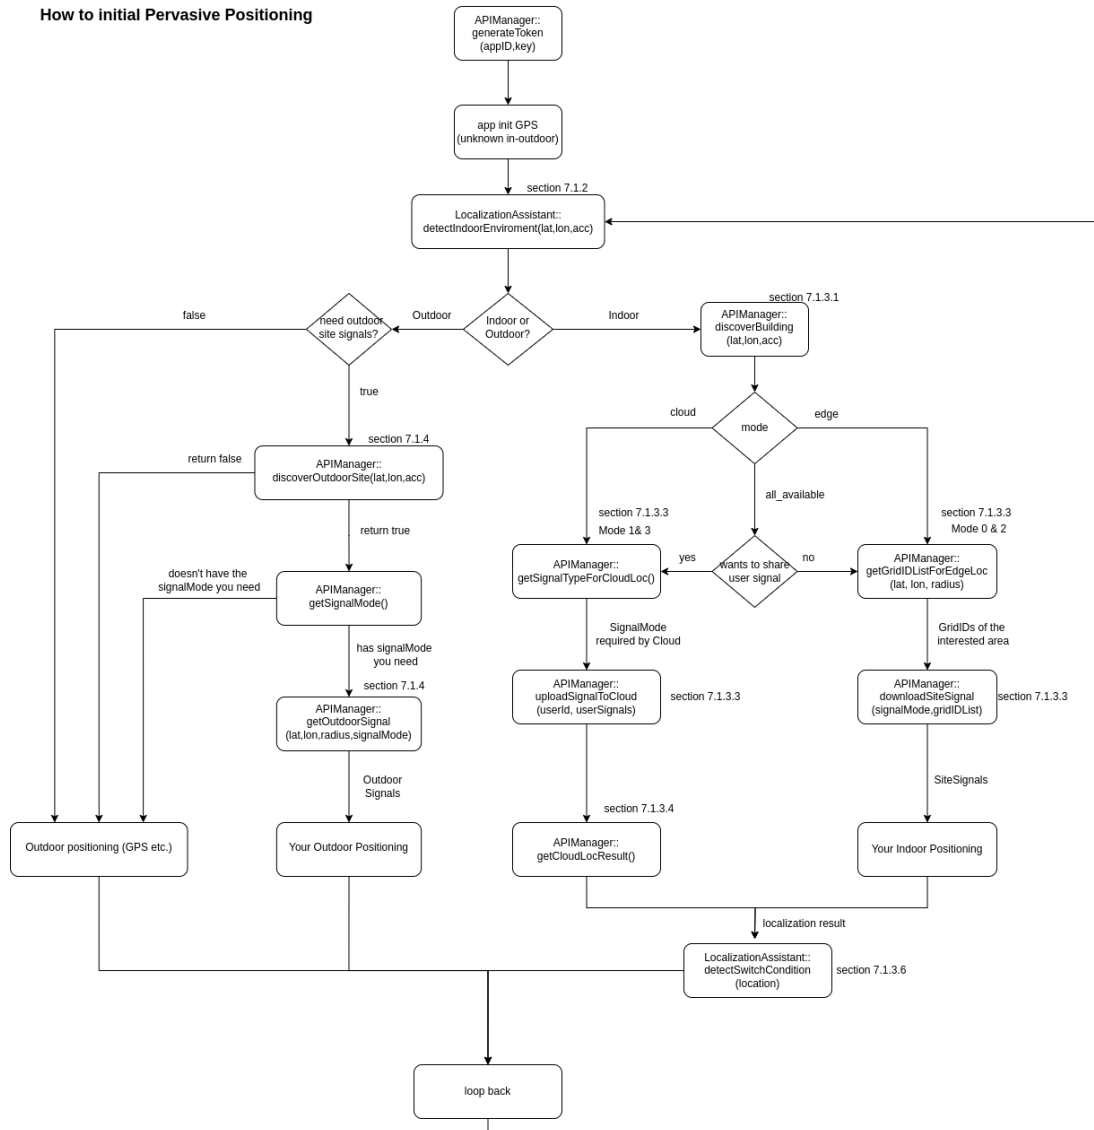 How to initial Pervasive Positioning
APIManager::
generateToken
(appID,key)
app init GPS
(unknown in-outdoor)
section 7.1.2
LocalizationAssistant::
detectIndoorEnviroment(lat,lon,acc)
false
need outdoor
site signals?
Outdoor
Indoor or
Outdoor?
Indoor
section 7.1.3.1
APIManager::
discoverBuilding
(lat,lon,acc)
true
cloud
mode
edge
section 7.1.4
return false
APIManager::
discoverOutdoorSite(lat,lon,acc)
all_available
section 7.1.3.3
Mode 1& 3
section 7.1.3.3
Mode 0 & 2
return true
doesn't have the
signalMode you need
APIManager::
getSignalMode()
APIManager::
getSignalTypeForCloudLoc()
yes
wants to share
user signal
no
APIManager::
getGridIDListForEdgeLoc
(lat, lon, radius)
has signalMode
you need
SignalMode
required by Cloud
GridIDs of the
interested area
section 7.1.4
APIManager::
getOutdoorSignal
(lat,lon,radius,signalMode)
APIManager::
uploadSignalToCloud
(userId, userSignals)
section 7.1.3.3
APIManager::
downloadSiteSignal
(signalMode,gridIDList)
section 7.1.3.3
Outdoor
Signals
SiteSignals
section 7.1.3.4
Outdoor positioning (GPS etc.)
Your Outdoor Positioning
APIManager::
getCloudLocResult()
Your Indoor Positioning
localization result
LocalizationAssistant::
detectSwitchCondition
(location)
section 7.1.3.6
loop back